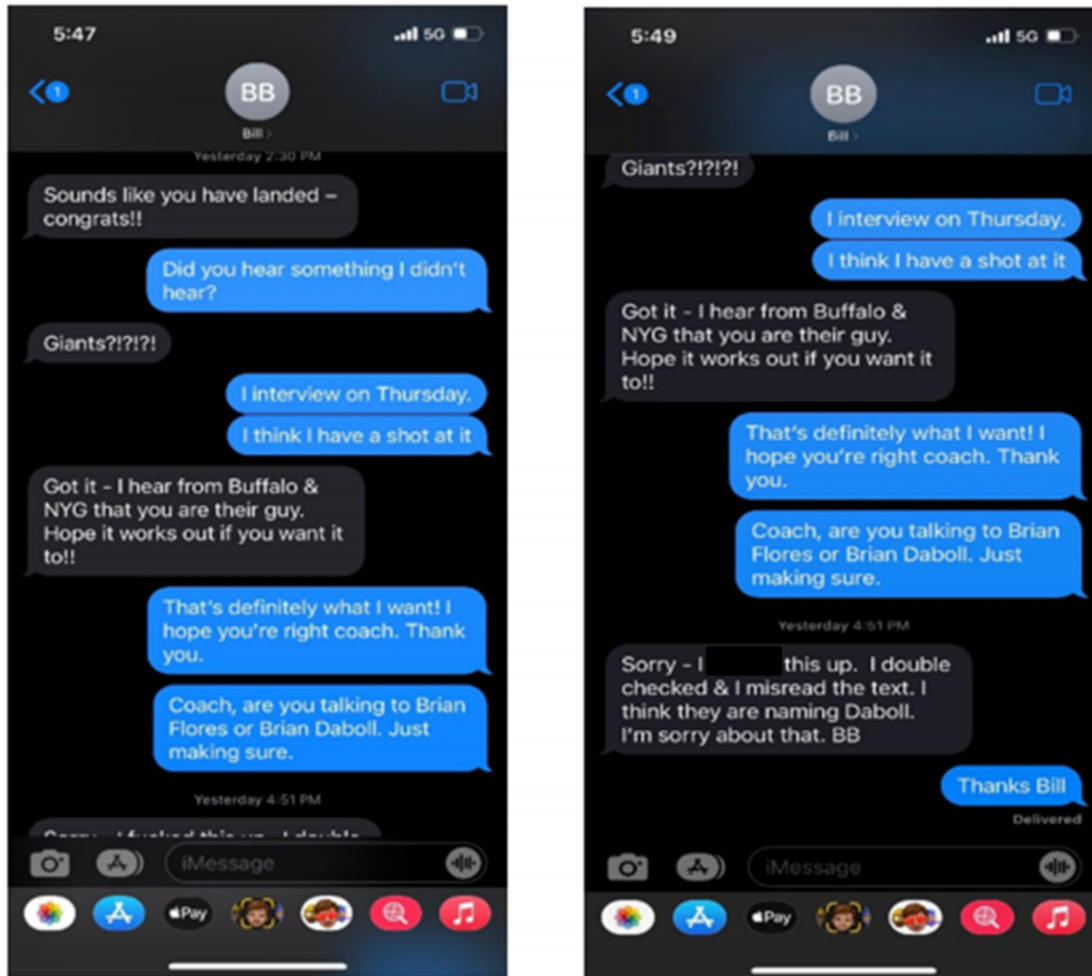 5:47
5G
1
BB
Bill
Yesterday 2:30 PM
Sounds like you have landed –
congrats!!
Did you hear something I didn't
hear?
Giants?!?!?!
I interview on Thursday.
I think I have a shot at it
Got it - I hear from Buffalo &
NYG that you are their guy.
Hope it works out if you want it
to!!
That's definitely what I want! I
hope you're right coach. Thank
you.
Coach, are you talking to Brian
Flores or Brian Daboll. Just
making sure.
Yesterday 4:51 PM
Sorry - I fucked this up. I double
iMessage
Pay
5:49
5G
1
BB
Bill
Giants?!?!?!
I interview on Thursday.
I think I have a shot at it
Got it - I hear from Buffalo &
NYG that you are their guy.
Hope it works out if you want it
to!!
That's definitely what I want! I
hope you're right coach. Thank
you.
Coach, are you talking to Brian
Flores or Brian Daboll. Just
making sure.
Yesterday 4:51 PM
Sorry - I this up. I double
checked & I misread the text. I
think they are naming Daboll.
I'm sorry about that. BB
Thanks Bill
Delivered
iMessage
Pay